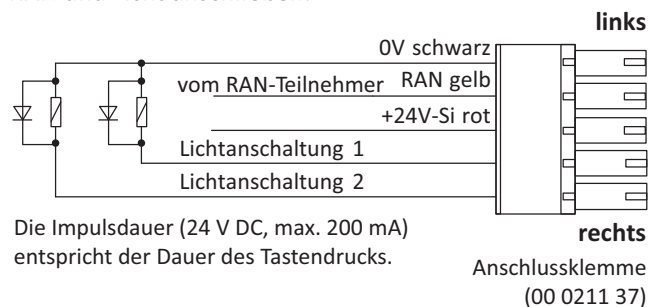 links
0V schwarz
vom RAN-Teilnehmer RAN gelb
+24V-Si rot
Lichtanschaltung 1
Lichtanschaltung 2
Die Impulsdauer (24 V DC, max. 200 mA)
entspricht der Dauer des Tastendrucks.
rechts
Anschlussklemme
(00 0211 37)